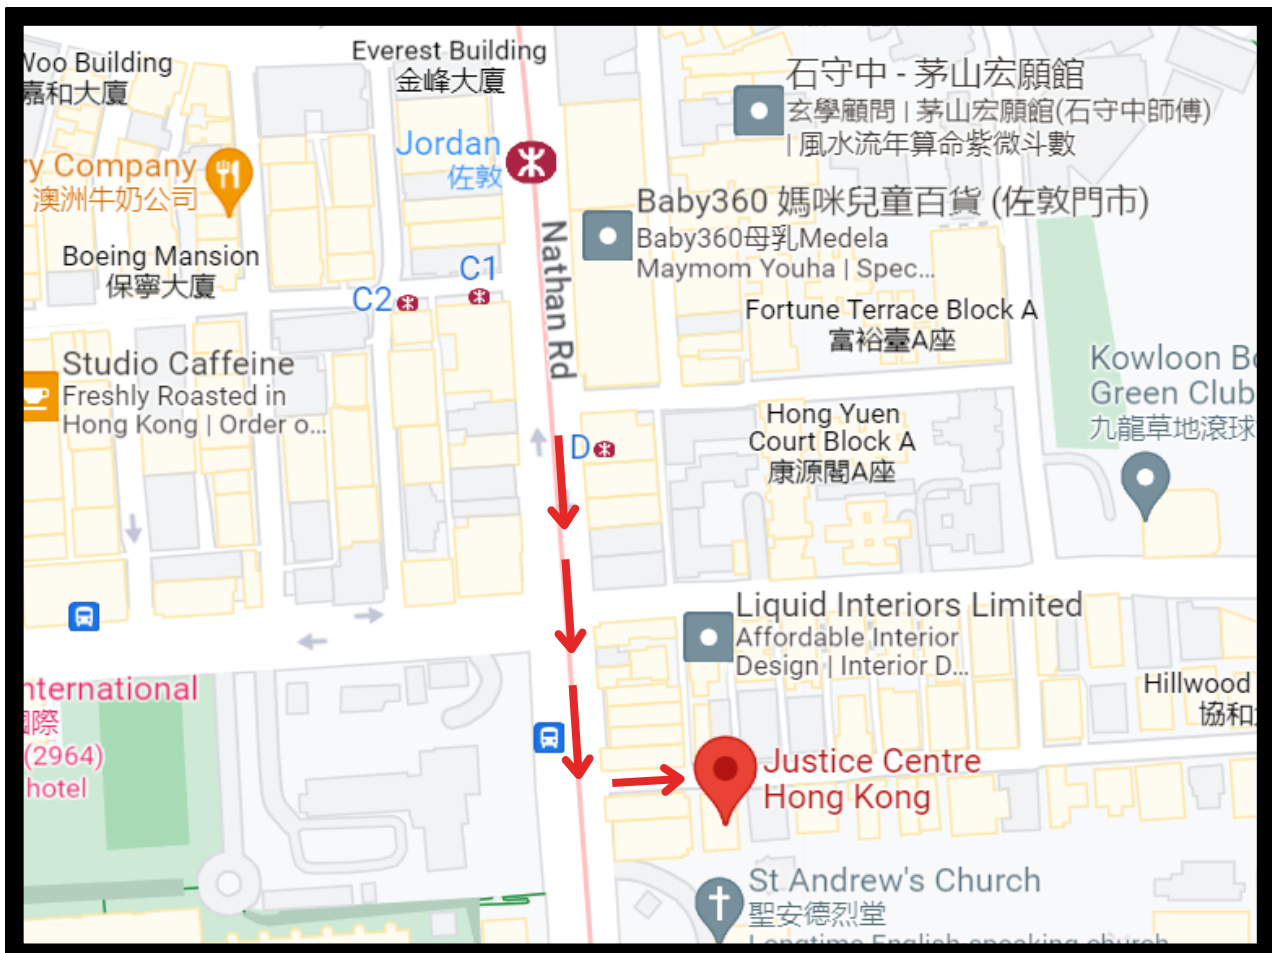 Woo Building
嘉和大廈
Everest Building
金峰大廈
石守中 - 茅山宏願館
玄學顧問 | 茅山宏願館(石守中師傅)
| 風水流年算命紫微斗數
Jordan
佐敦
ry Company
澳洲牛奶公司
Baby360 媽咪兒童百貨 (佐敦門市)
Baby360母乳Medela
Maymom Youha | Spec...
Nathan Rd
Boeing Mansion
保寧大廈
C1
C2
Fortune Terrace Block A
富裕臺A座
Studio Caffeine
Freshly Roasted in
Hong Kong | Order o...
Kowloon Bo
Green Club
九龍草地滾球
Hong Yuen
Court Block A
康源閣A座
D
Liquid Interiors Limited
Affordable Interior
Design | Interior D...
nternational
國際
(2964)
hotel
Hillwood
協和
Justice Centre
Hong Kong
St Andrew's Church
聖安德烈堂
Longtime English-speaking church